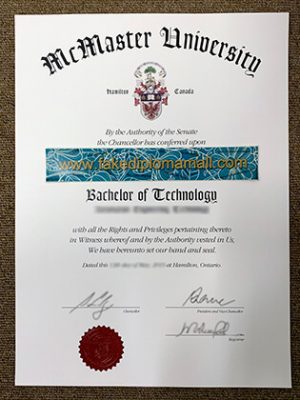 McMaster University
Hamilton Canada
By the Authority of the Senate
the Chancellor has conferred upon
www.fakediplomamall.com
Bachelor of Technology
with all the Rights and Privileges pertaining thereto
in Witness whereof and by the Authority vested in Us,
We have hereunto set our hand and seal.
Dated this at Hamilton, Ontario.
Chancellor
President and Vice-Chancellor
Registrar